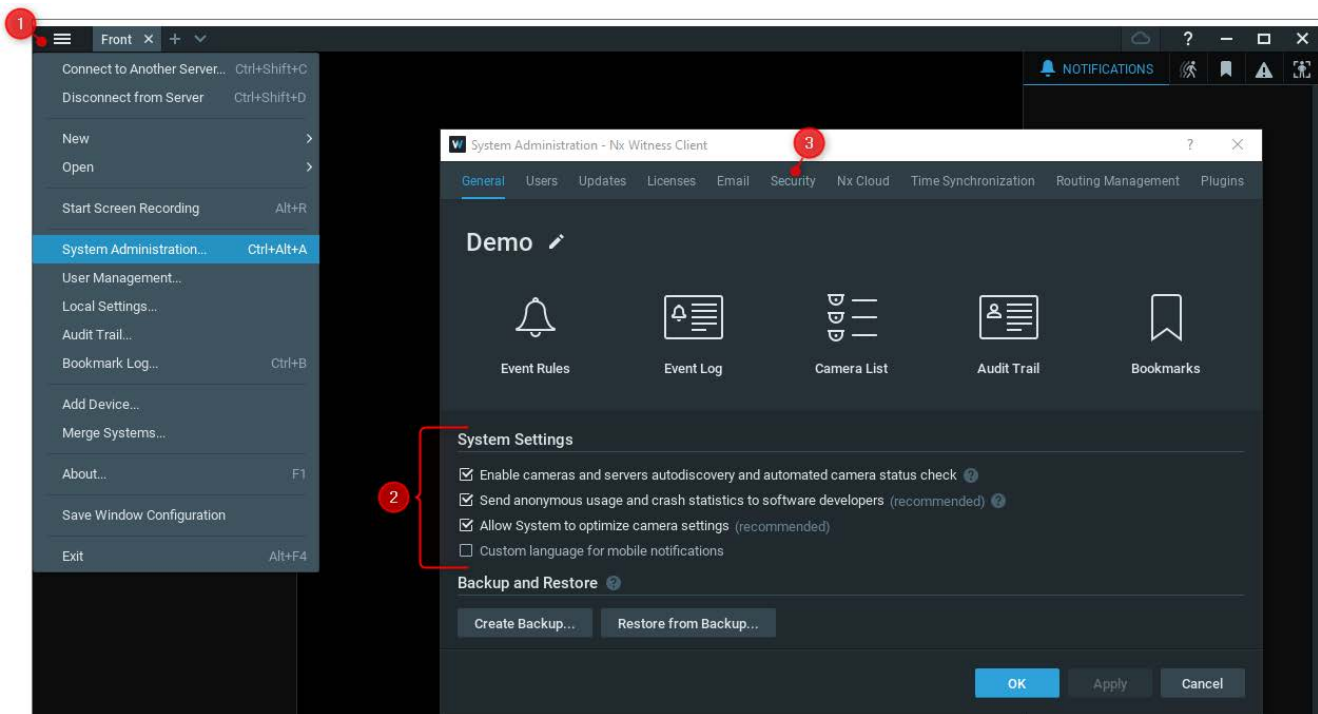 1
Front
?
Connect to Another Server... Ctrl+Shift+C
Disconnect from Server Ctrl+Shift+D
New
Open
Start Screen Recording Alt+R
System Administration... Ctrl+Alt+A
User Management...
Local Settings...
Audit Trail...
Bookmark Log... Ctrl+B
Add Device...
Merge Systems...
About... F1
Save Window Configuration
Exit Alt+F4
NOTIFICATIONS
W System Administration - Nx Witness Client ?
3
General Users Updates Licenses Email Security Nx Cloud Time Synchronization Routing Management Plugins
Demo
Event Rules Event Log Camera List Audit Trail Bookmarks
2
System Settings
Enable cameras and servers autodiscovery and automated camera status check ?
Send anonymous usage and crash statistics to software developers (recommended) ?
Allow System to optimize camera settings (recommended)
Custom language for mobile notifications
Backup and Restore ?
Create Backup... Restore from Backup...
OK Apply Cancel